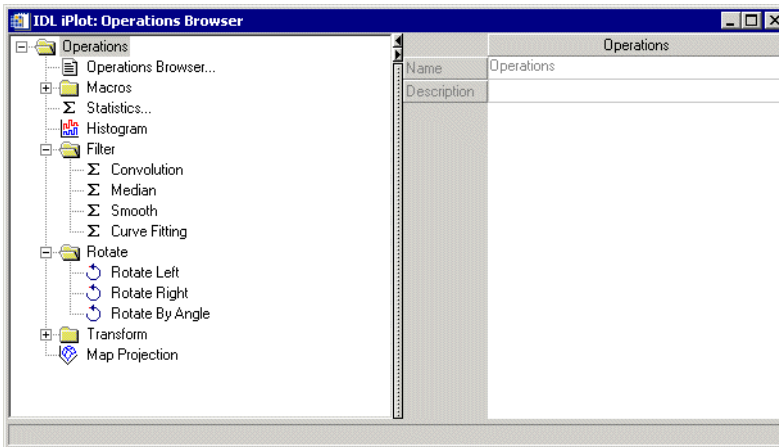 IDL iPlot: Operations Browser
Operations
Operations Browser...
Macros
Σ Statistics...
Histogram
Filter
Σ Convolution
Σ Median
Σ Smooth
Σ Curve Fitting
Rotate
Rotate Left
Rotate Right
Rotate By Angle
Transform
Map Projection
Operations
Name Operations
Description